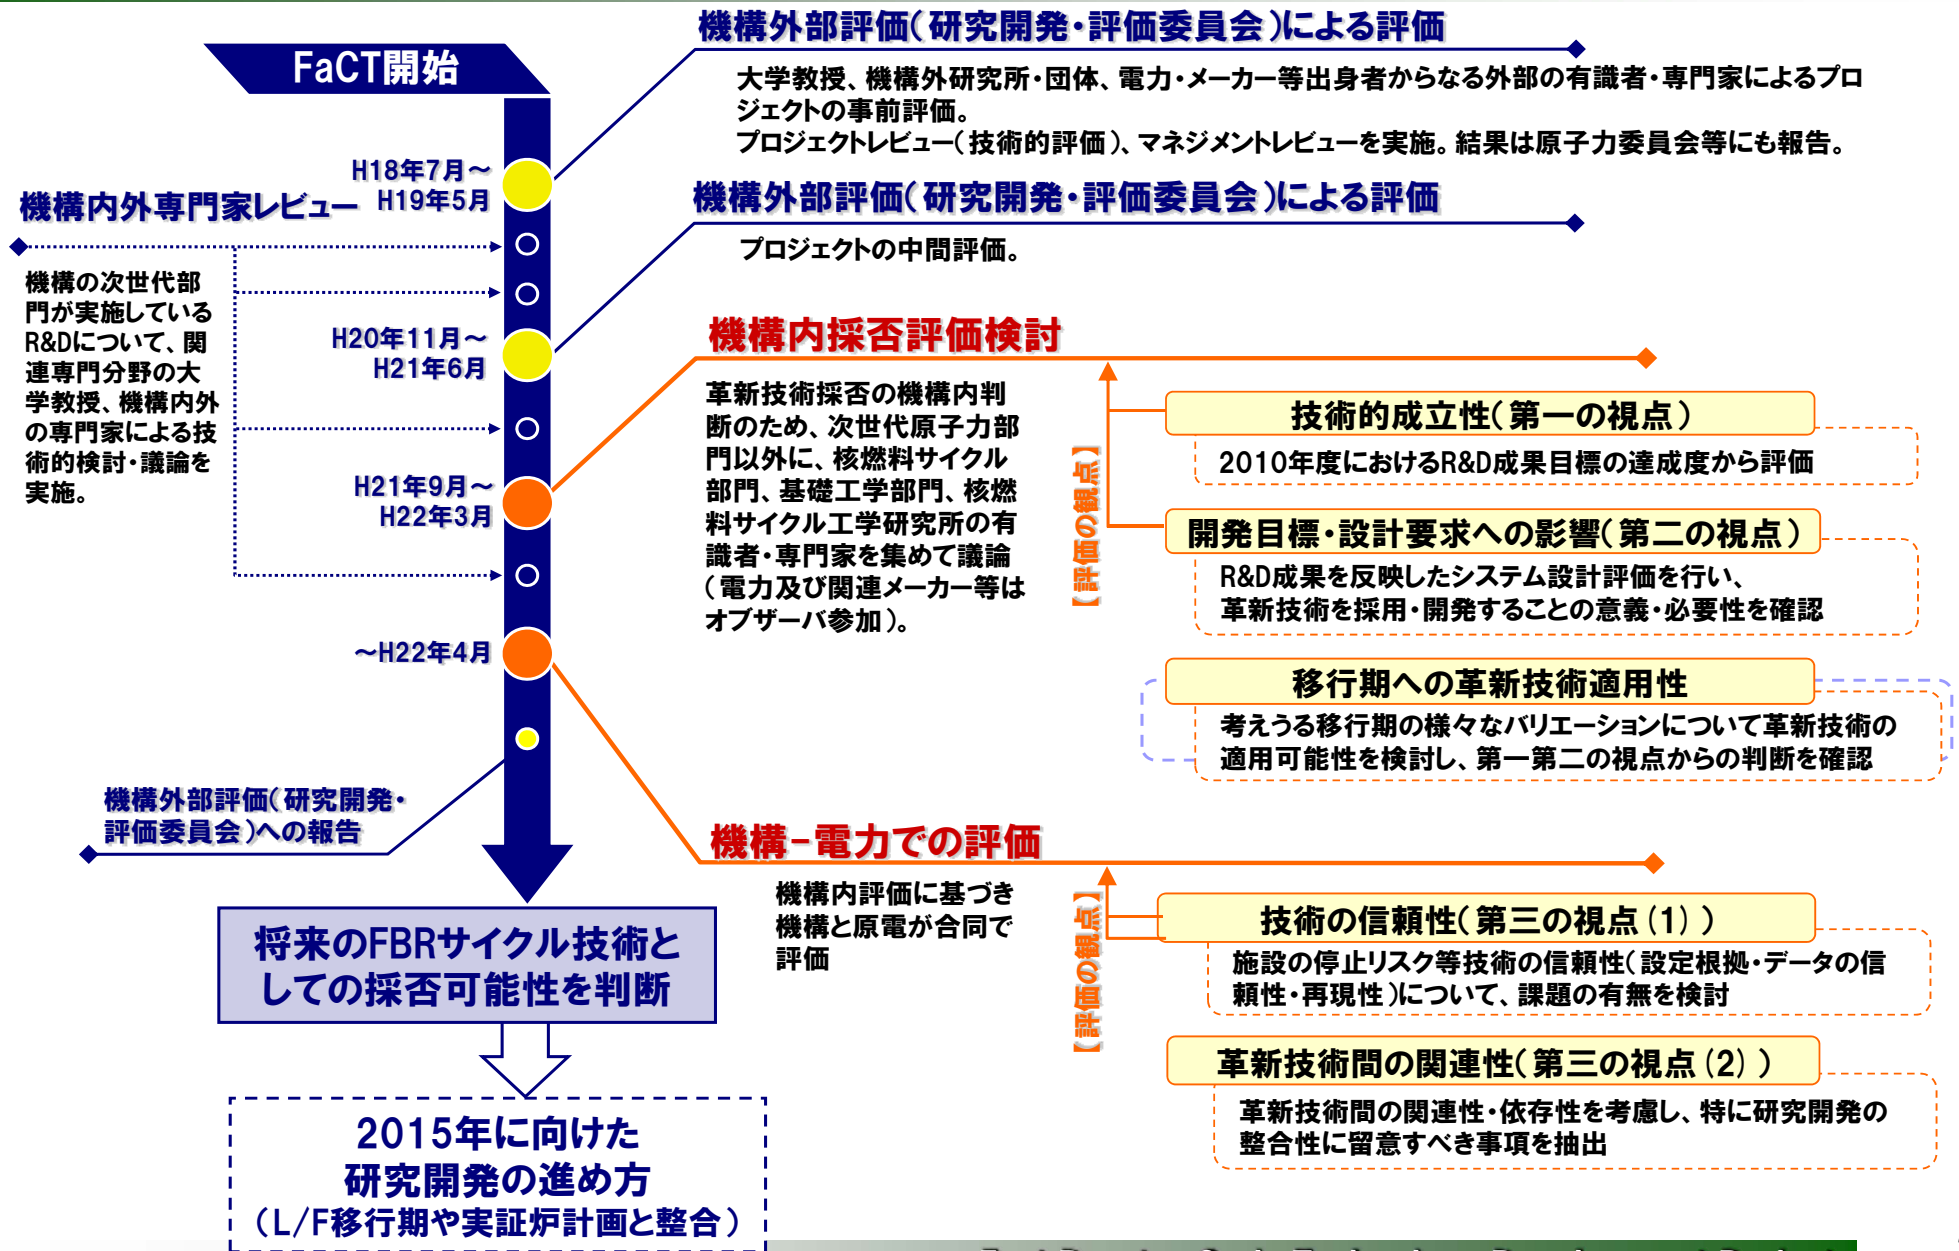 FaCT開始
機構外部評価(研究開発・評価委員会)による評価
大学教授、機構外研究所・団体、電力・メーカー等出身者からなる外部の有識者・専門家によるプロ
ジェクトの事前評価。
プロジェクトレビュー(技術的評価)、マネジメントレビューを実施。結果は原子力委員会等にも報告。
H18年7月～
H19年5月
機構内外専門家レビュー
機構の次世代部
門が実施している
R&Dについて、関
連専門分野の大
学教授、機構内外
の専門家による技
術的検討・議論を
実施。
機構外部評価(研究開発・評価委員会)による評価
プロジェクトの中間評価。
H20年11月～
H21年6月
機構内採否評価検討
革新技術採否の機構内判
断のため、次世代原子力部
門以外に、核燃料サイクル
部門、基礎工学部門、核燃
料サイクル工学研究所の有
識者・専門家を集めて議論
(電力及び関連メーカー等は
オブザーバ参加)。
H21年9月～
H22年3月
【評価の観点】
技術的成立性(第一の視点)
2010年度におけるR&D成果目標の達成度から評価
開発目標・設計要求への影響(第二の視点)
R&D成果を反映したシステム設計評価を行い、
革新技術を採用・開発することの意義・必要性を確認
移行期への革新技術適用性
考えうる移行期の様々なバリエーションについて革新技術の
適用可能性を検討し、第一第二の視点からの判断を確認
～H22年4月
機構外部評価(研究開発・
評価委員会)への報告
機構-電力での評価
機構内評価に基づき
機構と原電が合同で
評価
【評価の観点】
技術の信頼性(第三の視点(1))
施設の停止リスク等技術の信頼性(設定根拠・データの信
頼性・再現性)について、課題の有無を検討
革新技術間の関連性(第三の視点(2))
革新技術間の関連性・依存性を考慮し、特に研究開発の
整合性に留意すべき事項を抽出
将来のFBRサイクル技術と
しての採否可能性を判断
2015年に向けた
研究開発の進め方
(L/F移行期や実証炉計画と整合)